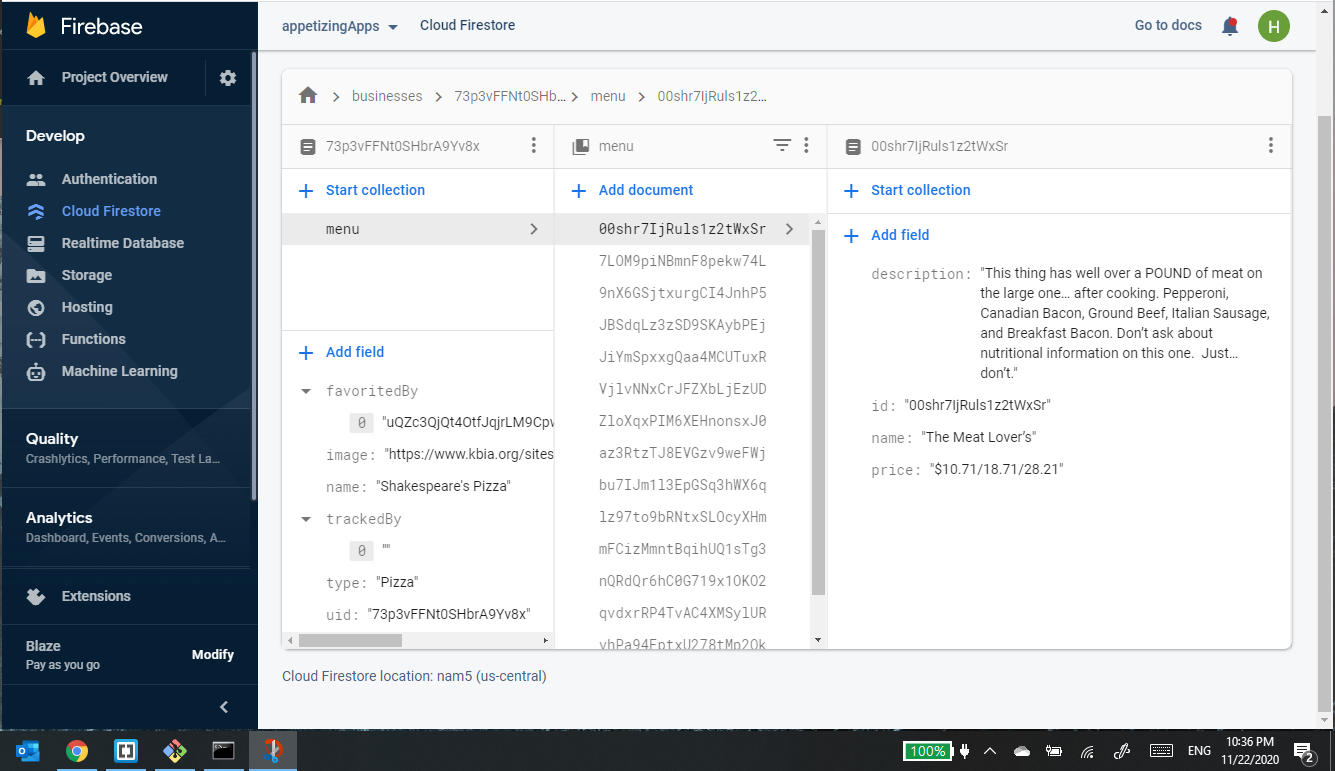 Firebase
appetizingApps
Cloud Firestore
Go to docs
H
Project Overview
Develop
Authentication
Cloud Firestore
Realtime Database
Storage
Hosting
Functions
Machine Learning
Quality
Crashlytics, Performance, Test La...
Analytics
Dashboard, Events, Conversions, A...
Extensions
Blaze
Pay as you go
Modify
businesses
73p3vFFNt0SHb...
menu
00shr7IjRuls1z2...
73p3vFFNt0SHbrA9Yv8x
Start collection
menu
Add field
favoritedBy
0 "uQZc3QjQt4OtfJqjrLM9Cpv
image: "https://www.kbia.org/sites
name: "Shakespeare's Pizza"
trackedBy
0 ""
type: "Pizza"
uid: "73p3vFFNt0SHbrA9Yv8x"
menu
Add document
00shr7IjRuls1z2tWxSr
7LOM9piNBmnF8pekw74L
9nX6GSjtxurgCI4JnhP5
JBSdqLz3zSD9SKAybPEj
JiYmSpxxgQaa4MCUTuxR
VjlvNNxCrJFZXbLjEzUD
ZloXqxPIM6XEHnonsxJ0
az3RtzTJ8EVGzv9weFWj
bu7IJm1l3EpGSq3hWX6q
lz97to9bRNtxSLOcyXHm
mFCizMmntBqihUQ1sTg3
nQRdQr6hC0G719x1OKO2
qvdxrRP4TvAC4XMSylUR
00shr7IjRuls1z2tWxSr
Start collection
Add field
description: "This thing has well over a POUND of meat on
the large one… after cooking. Pepperoni,
Canadian Bacon, Ground Beef, Italian Sausage,
and Breakfast Bacon. Don’t ask about
nutritional information on this one.  Just…
don’t."
id: "00shr7IjRuls1z2tWxSr"
name: "The Meat Lover’s"
price: "$10.71/18.71/28.21"
Cloud Firestore location: nam5 (us-central)
100%
ENG
10:36 PM
11/22/2020
2